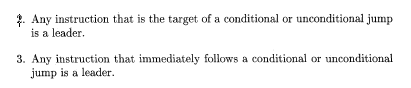 2. Any instruction that is the target of a conditional or unconditional jump
is a leader.
3. Any instruction that immediately follows a conditional or unconditional
jump is a leader.